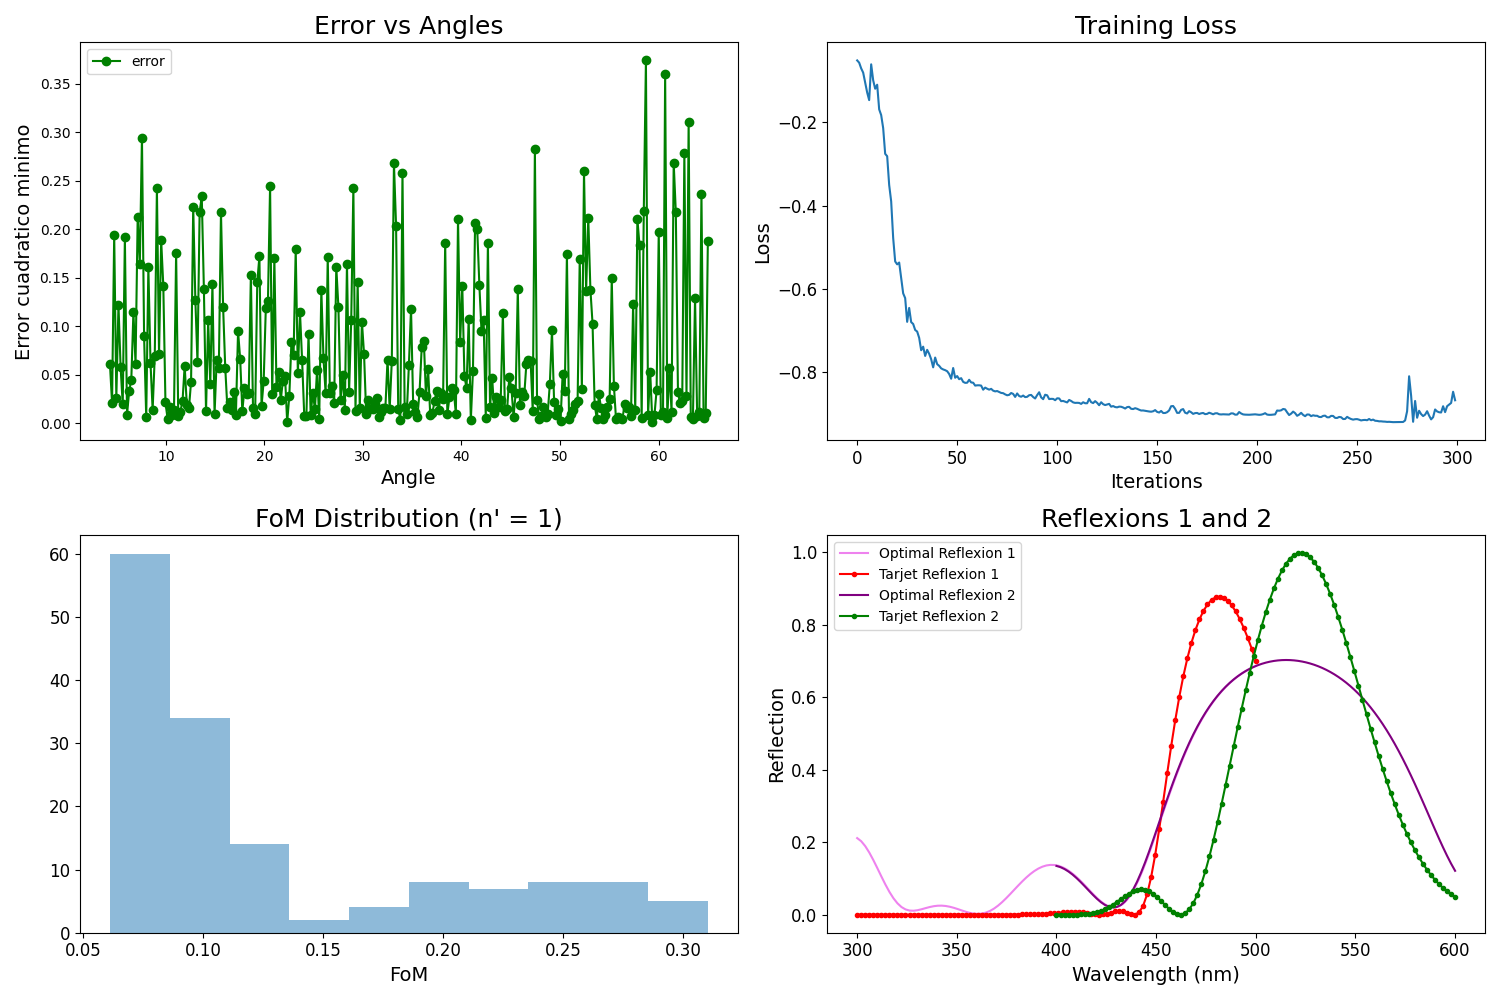 Error vs Angles
error
Error cuadratico minimo
0.35
0.30
0.25
0.20
0.15
0.10
0.05
0.00
10 20 30 40 50 60
Angle
Training Loss
Loss
−0.2
−0.4
−0.6
−0.8
0 50 100 150 200 250 300
Iterations
FoM Distribution (n' = 1)
60
50
40
30
20
10
0
0.05 0.10 0.15 0.20 0.25 0.30
FoM
Reflexions 1 and 2
Optimal Reflexion 1
Tarjet Reflexion 1
Optimal Reflexion 2
Tarjet Reflexion 2
Reflection
1.0
0.8
0.6
0.4
0.2
0.0
300 350 400 450 500 550 600
Wavelength (nm)